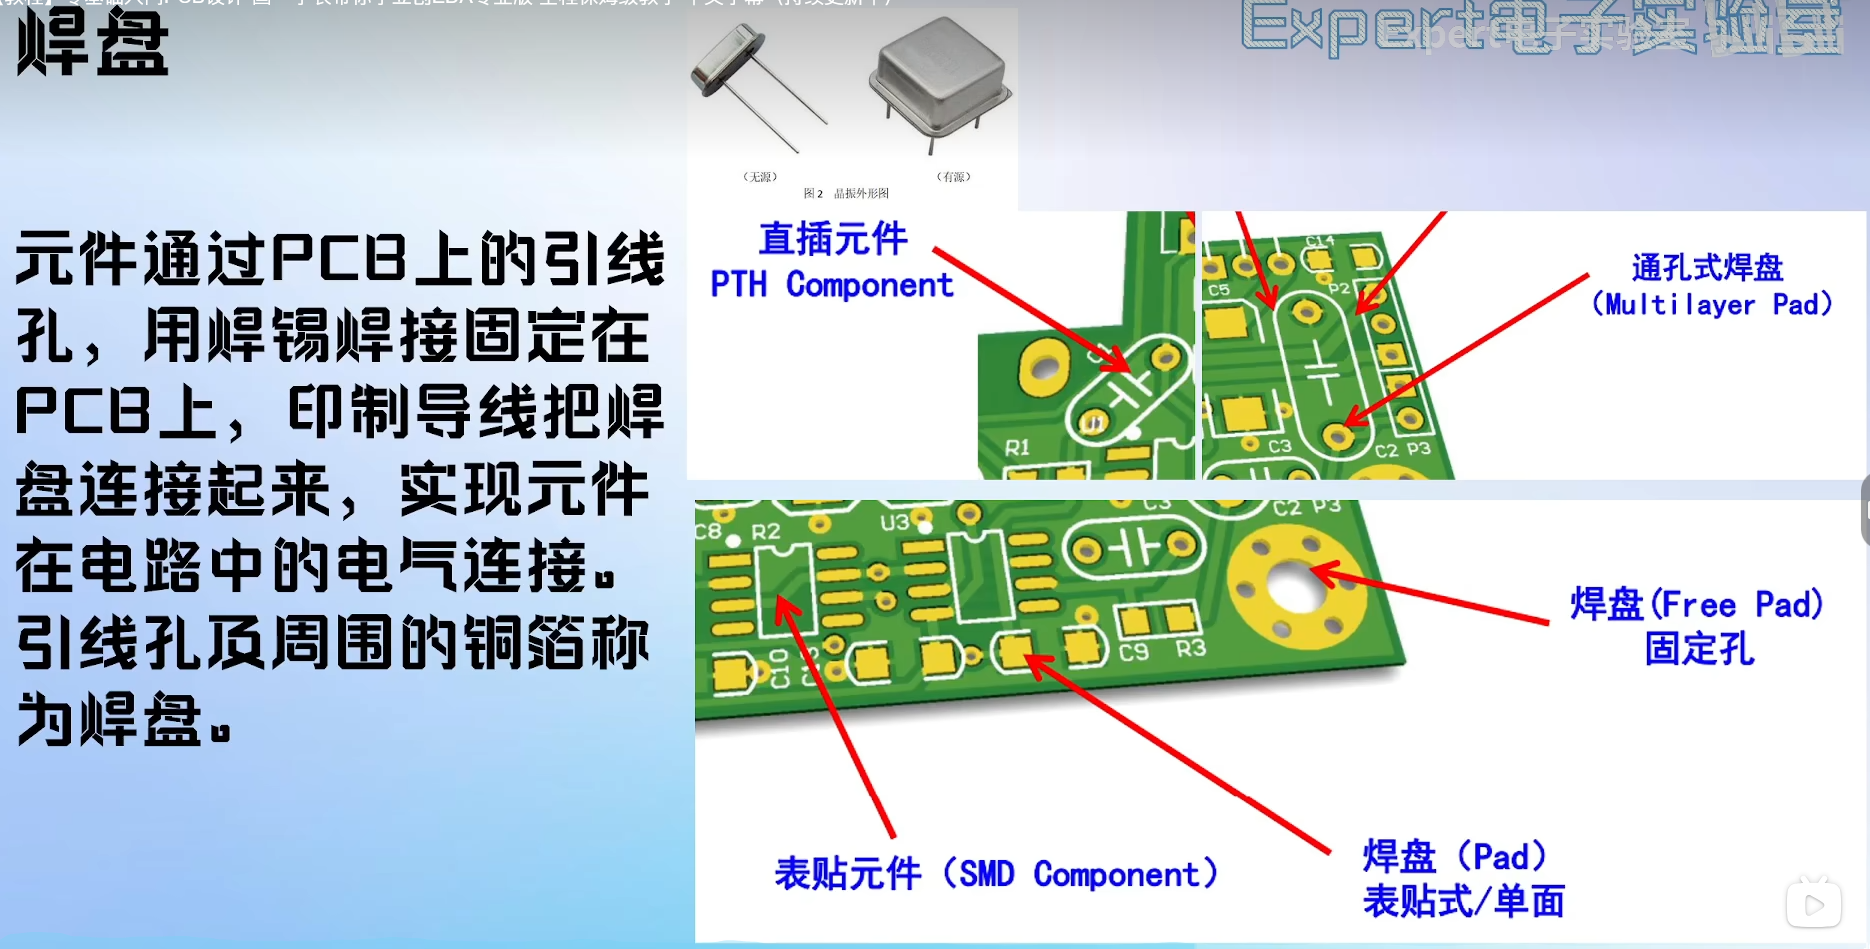 焊盘
Expert电子实验室
(无源)
(有源)
图 2 晶振外形图
元件通过PCB上的引线
孔，用焊锡焊接固定在
PCB上，印制导线把焊
盘连接起来，实现元件
在电路中的电气连接。
引线孔及周围的铜箔称
为焊盘。
直插元件
PTH Component
R1
C14
C5
P2
C3
C2 P3
通孔式焊盘
(Multilayer Pad)
C8
R2
U3
C3
C2 P3
C10
C9
R3
焊盘(Free Pad)
固定孔
表贴元件（SMD Component）
焊盘（Pad）
表贴式/单面